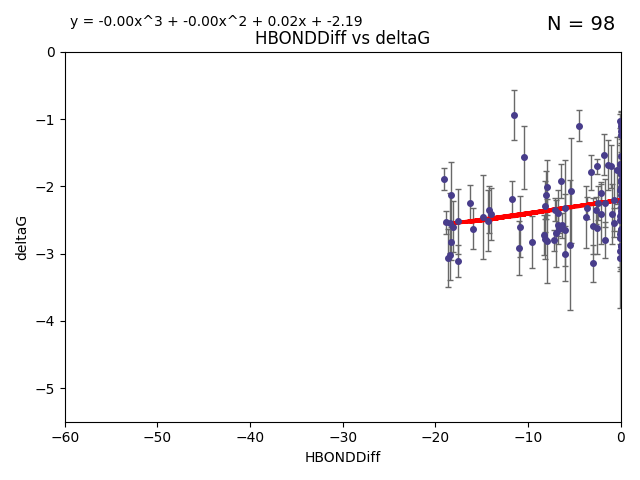 y = -0.00x^3 + -0.00x^2 + 0.02x + -2.19
N = 98
HBONDDiff vs deltaG
0
−1
−2
−3
−4
−5
deltaG
−60 −50 −40 −30 −20 −10 0
HBONDDiff